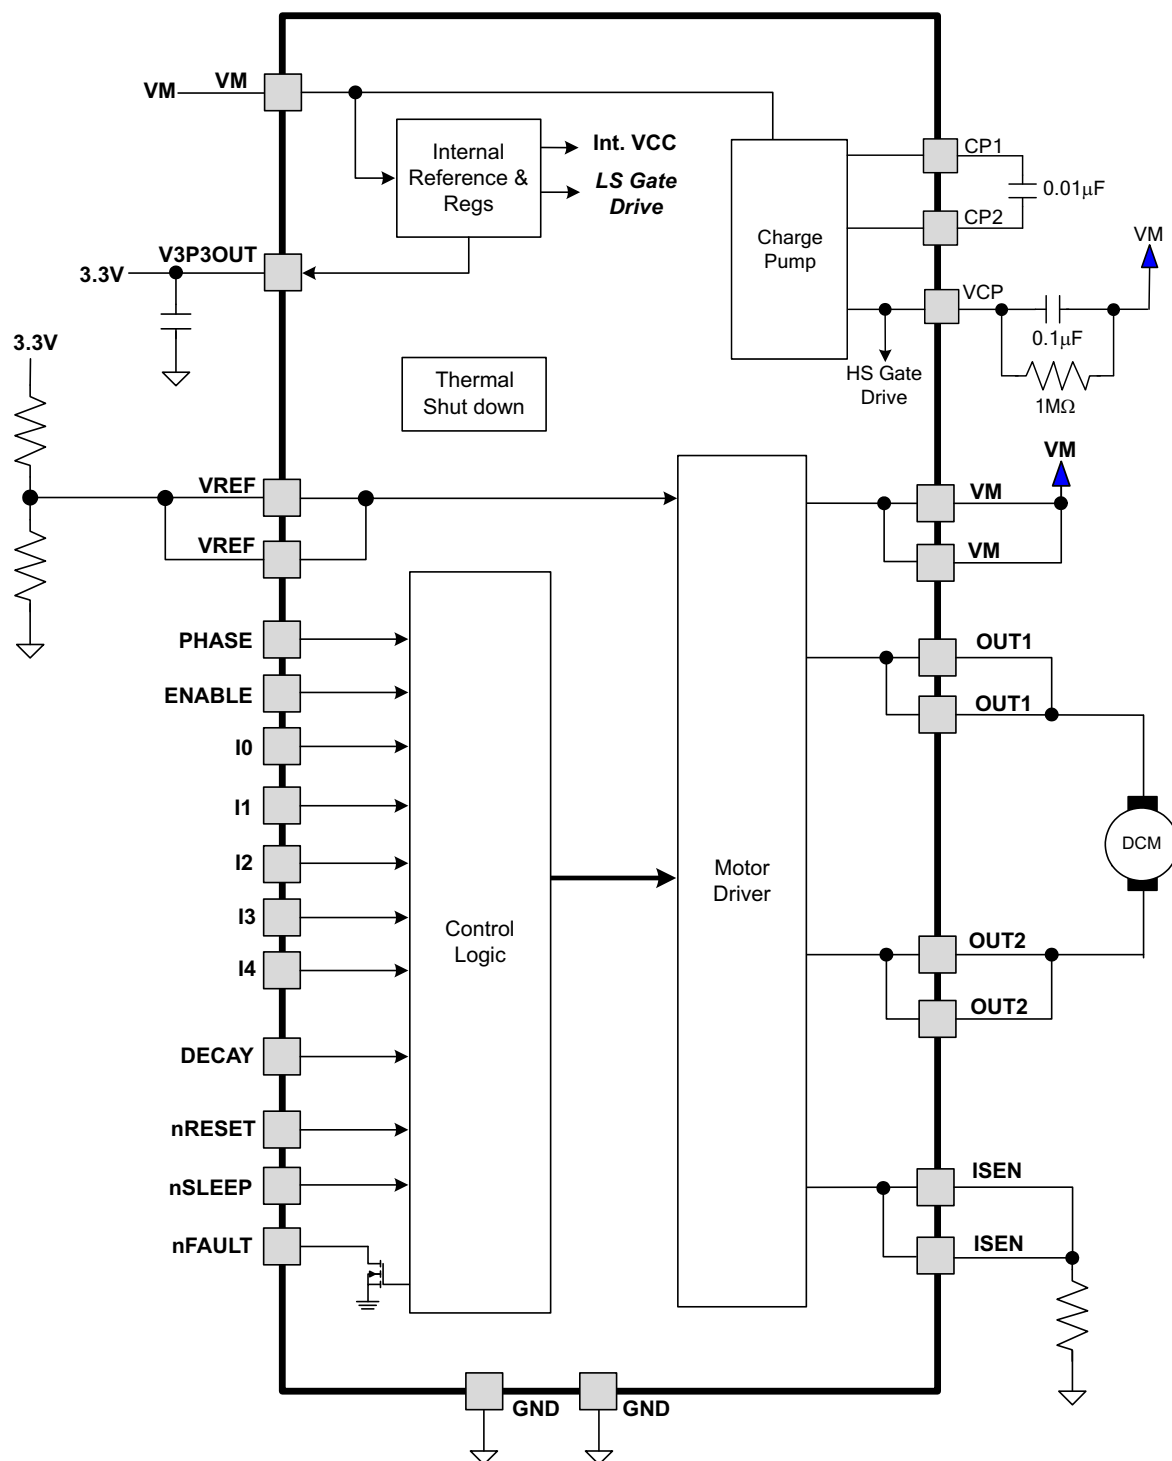 VM
VM
Internal
Reference &
Regs
Int. VCC
LS Gate
Drive
V3P3OUT
3.3V
3.3V
Thermal
Shut down
Charge
Pump
CP1
0.01µF
CP2
VM
VCP
0.1µF
1MΩ
HS Gate
Drive
VREF
VREF
VM
VM
VM
PHASE
ENABLE
I0
I1
I2
I3
I4
DECAY
nRESET
nSLEEP
nFAULT
Control
Logic
Motor
Driver
OUT1
OUT1
DCM
OUT2
OUT2
ISEN
ISEN
GND
GND